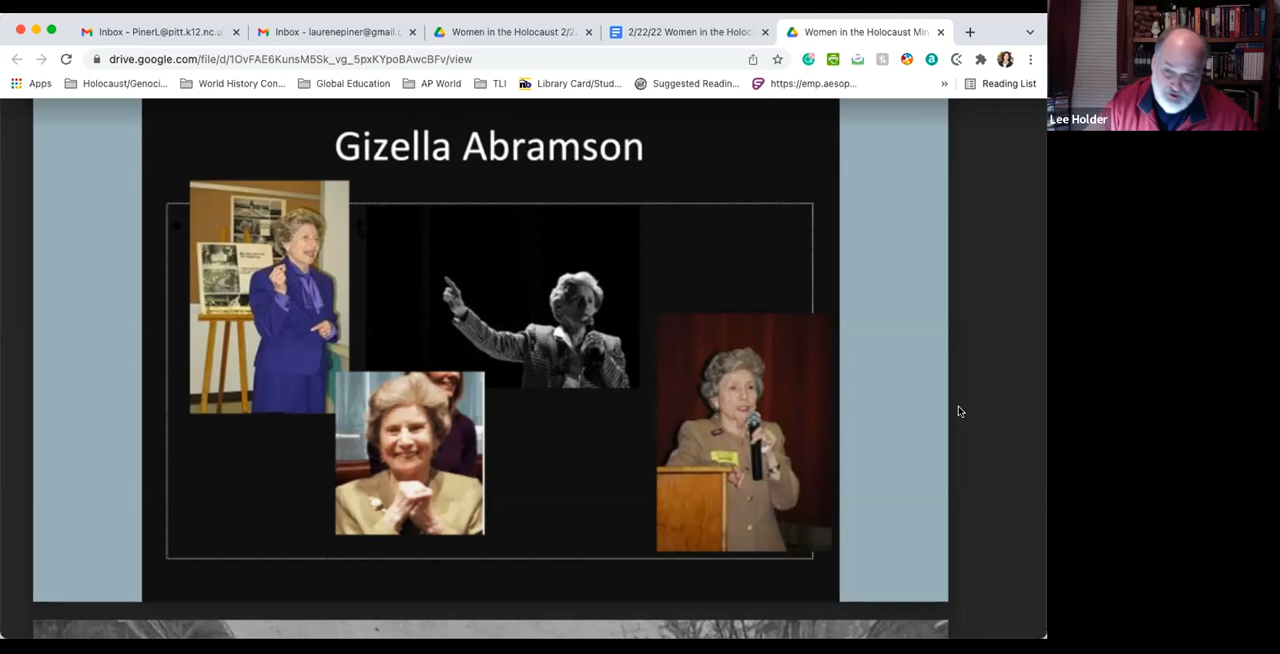 Inbox - PinerL@pitt.k12.nc.u
Inbox - laurenepiner@gmail.c
Women in the Holocaust 2/2
2/22/22 Women in the Holoc
Women in the Holocaust Min
drive.google.com/file/d/1OvFAE6KunsM5Sk_vg_5pxKYpoBAwcBFv/view
Apps
Holocaust/Genoci...
World History Con...
Global Education
AP World
TLI
Library Card/Stud...
Suggested Readin...
https://emp.aesop...
»
Reading List
Lee Holder
Gizella Abramson